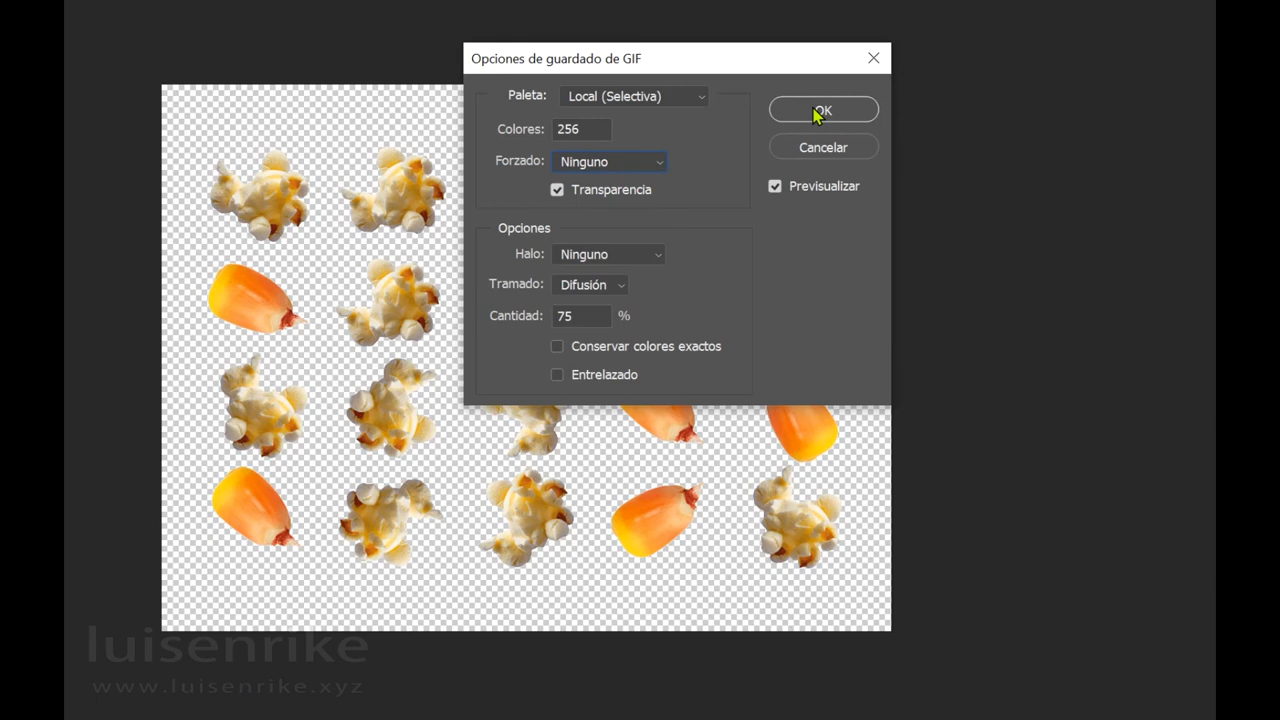 Opciones de guardado de GIF
Paleta: Local (Selectiva)
OK
Colores: 256
Cancelar
Forzado: Ninguno
Transparencia
Previsualizar
Opciones
Halo: Ninguno
Tramado: Difusión
Cantidad: 75 %
Conservar colores exactos
Entrelazado
luisenrike
www.luisenrike.xyz